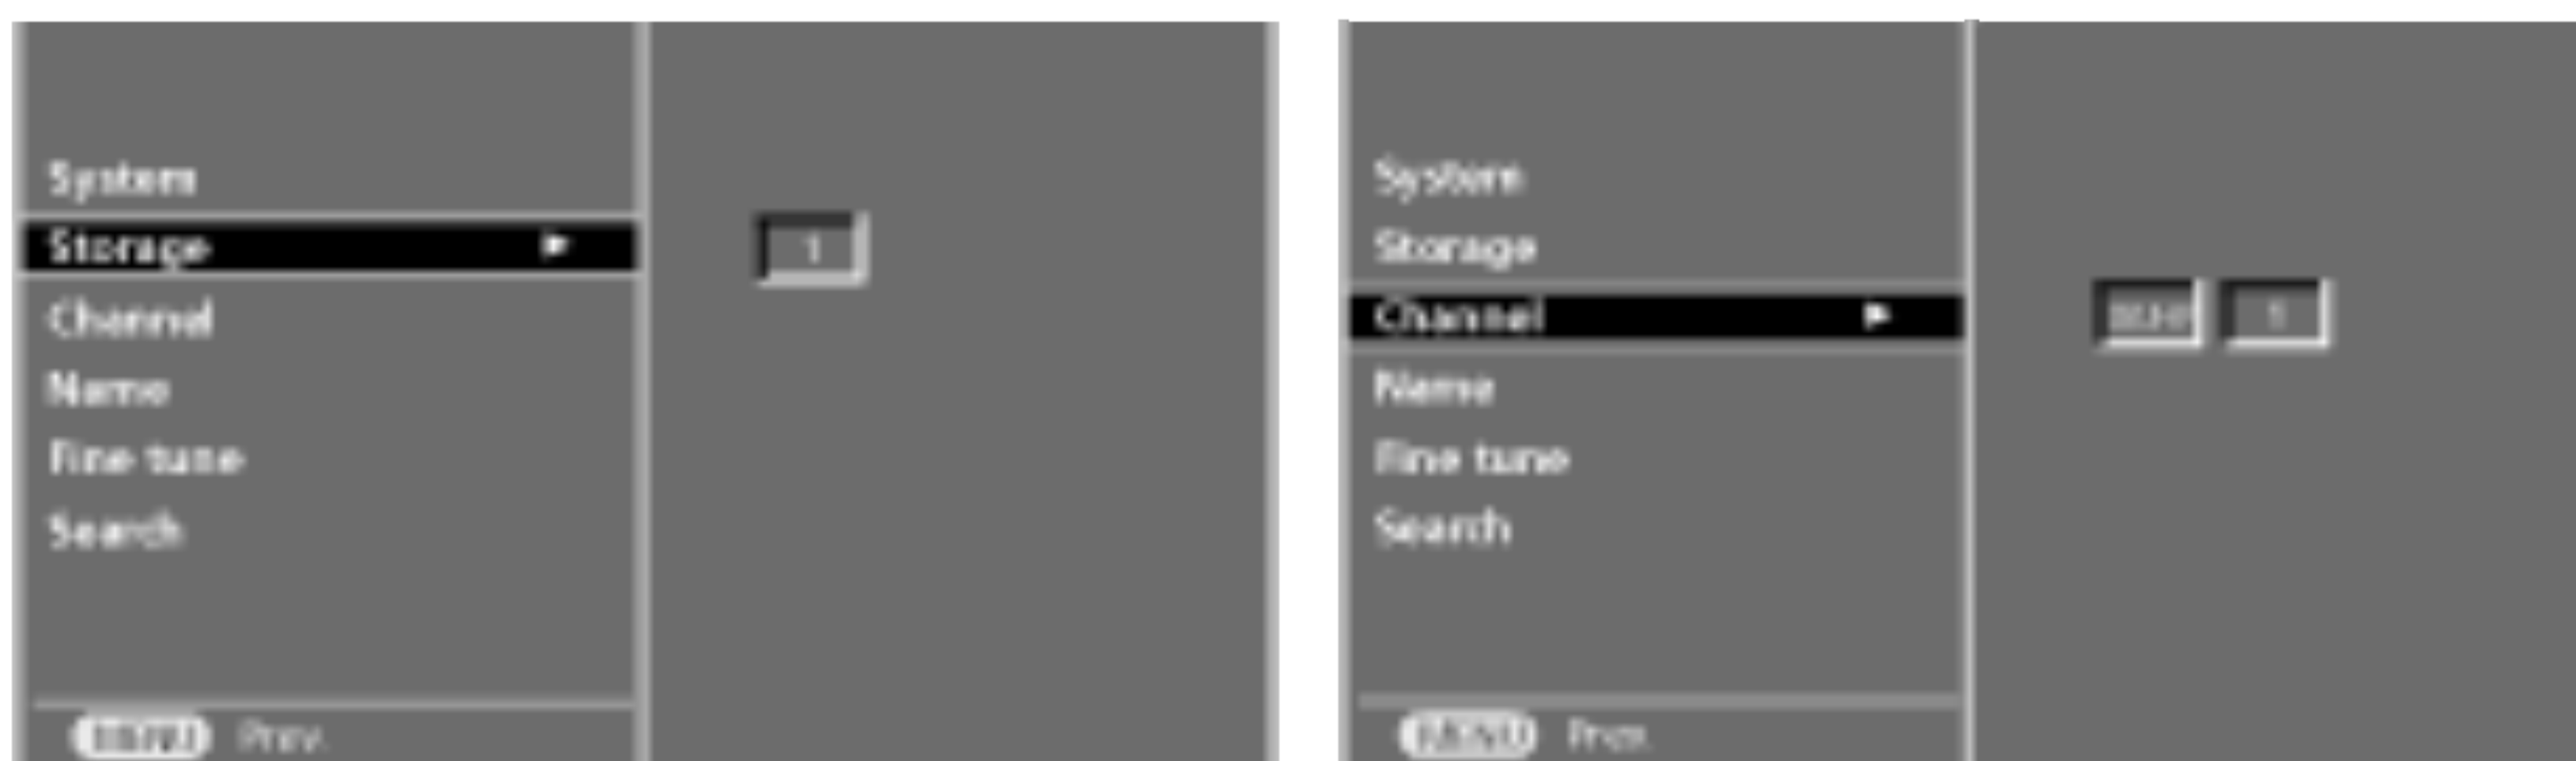 System
Storage
1
Channel
Name
Fine tune
Search
MENU Prev.
System
Storage
Channel
1
Name
Fine tune
Search
MENU Prev.